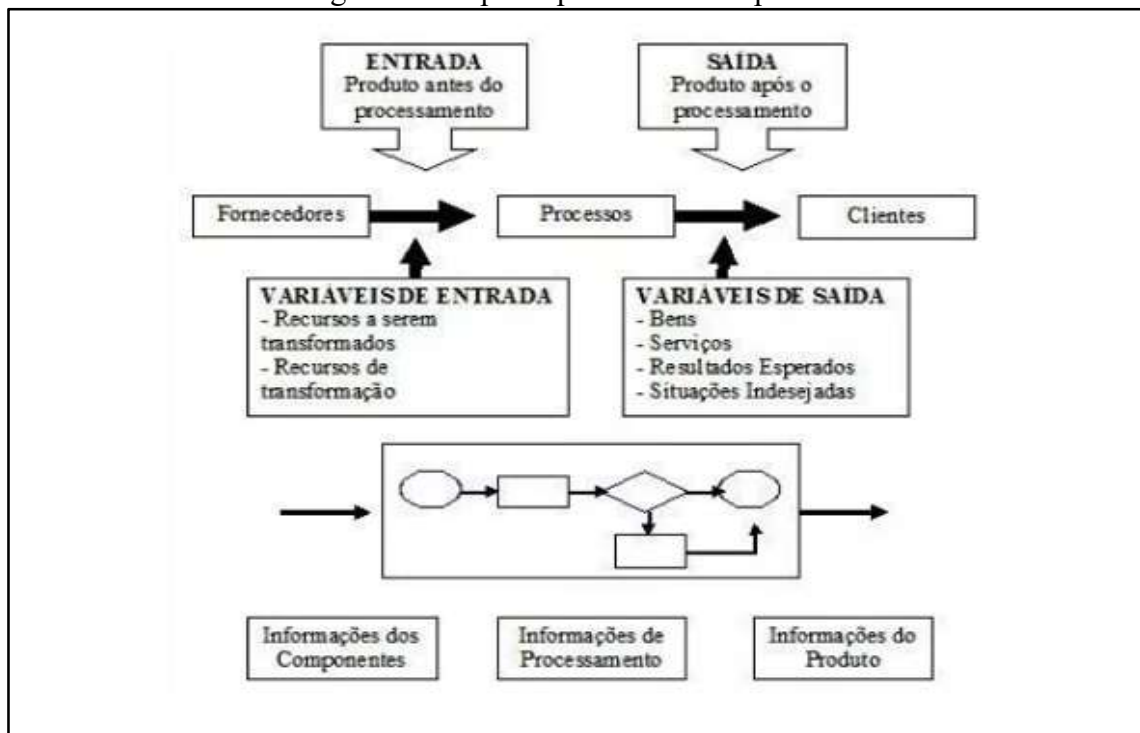 ENTRADA
Produto antes do
processamento
SAÍDA
Produto após o
processamento
Fornecedores
Processos
Clientes
VARIÁVEIS DE ENTRADA
- Recursos a serem
transformados
- Recursos de
transformação
VARIÁVEIS DE SAÍDA
- Bens
- Serviços
- Resultados Esperados
- Situações Indesejadas
Informações dos
Componentes
Informações de
Processamento
Informações do
Produto